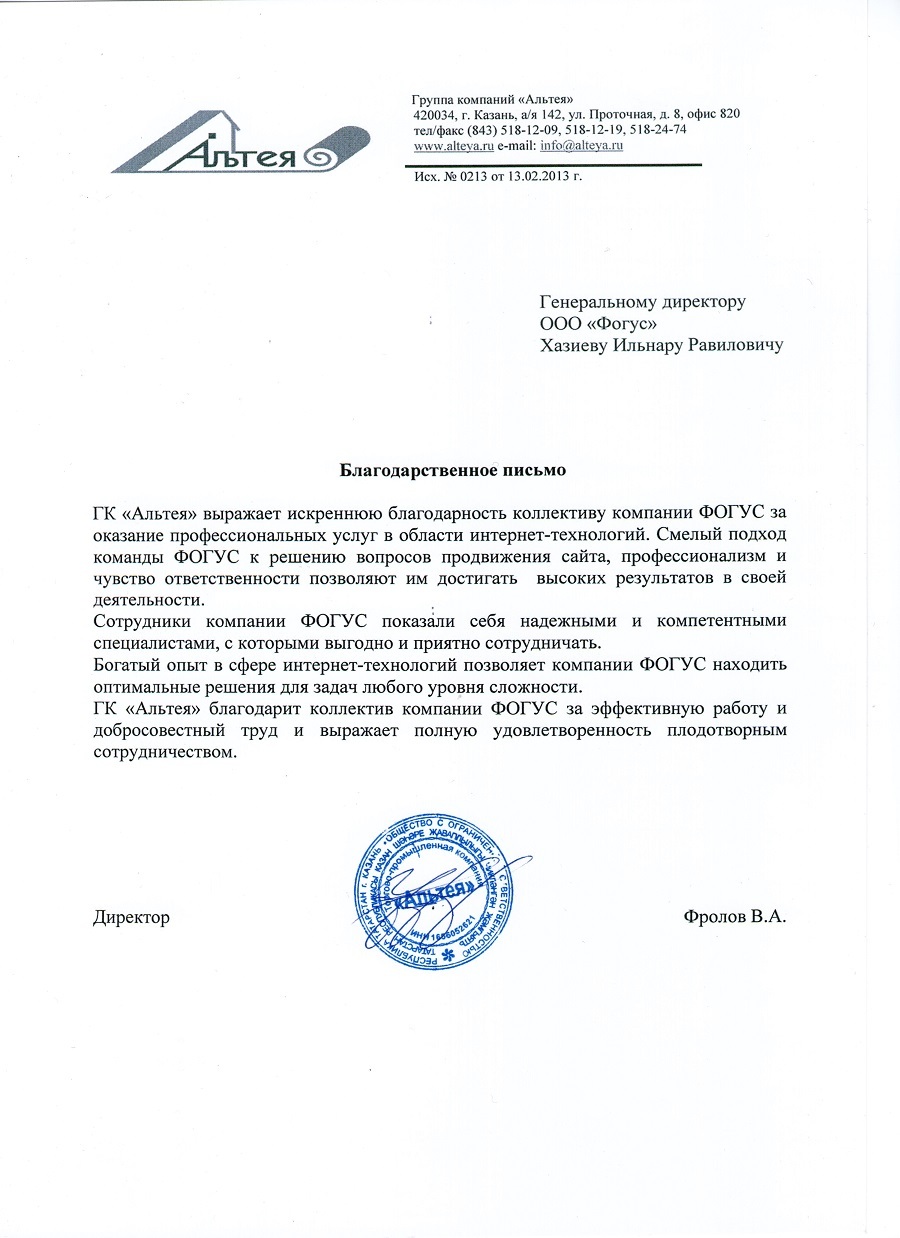 Альтея
Группа компаний «Альтея»
420034, г. Казань, а/я 142, ул. Проточная, д. 8, офис 820
тел/факс (843) 518-12-09, 518-12-19, 518-24-74
www.alteya.ru e-mail: info@alteya.ru
Исх. № 0213 от 13.02.2013 г.
Генеральному директору
ООО «Фогус»
Хазиеву Ильнару Равиловичу
Благодарственное письмо
ГК «Альтея» выражает искреннюю благодарность коллективу компании ФОГУС за
оказание профессиональных услуг в области интернет-технологий. Смелый подход
команды ФОГУС к решению вопросов продвижения сайта, профессионализм и
чувство ответственности позволяют им достигать высоких результатов в своей
деятельности.
Сотрудники компании ФОГУС показали себя надежными и компетентными
специалистами, с которыми выгодно и приятно сотрудничать.
Богатый опыт в сфере интернет-технологий позволяет компании ФОГУС находить
оптимальные решения для задач любого уровня сложности.
ГК «Альтея» благодарит коллектив компании ФОГУС за эффективную работу и
добросовестный труд и выражает полную удовлетворенность плодотворным
сотрудничеством.
РЕСПУБЛИКА ТАТАРСТАН г. КАЗАНЬ • ОБЩЕСТВО С
ТАТАРСТАН РЕСПУБЛИКАСЫ КАЗАН ШӘҺӘРЕ ҖАВАПЛЫЛЫГЫ
Торгово-промышленная компания
«Альтея»
ИНН 1656052621
Директор
Фролов В.А.